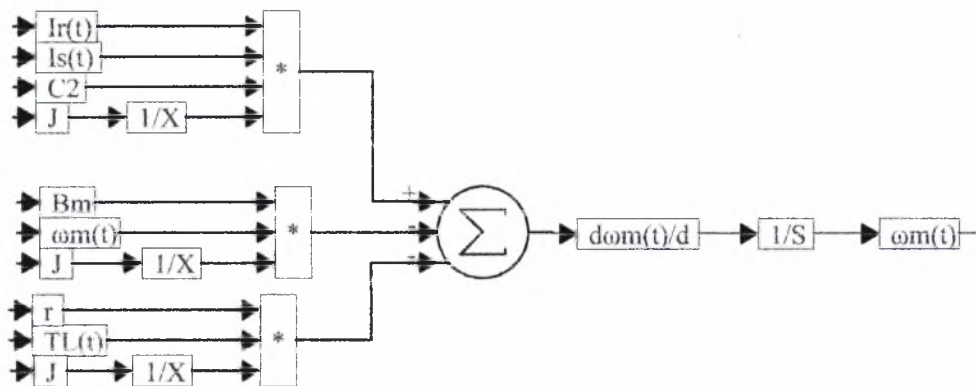 Ir(t)
Is(t)
C2
J 1/X
*
+
Bm
ωm(t)
J 1/X
*
-
r
TL(t)
J 1/X
*
-
∑
dωm(t)/d
1/S
ωm(t)